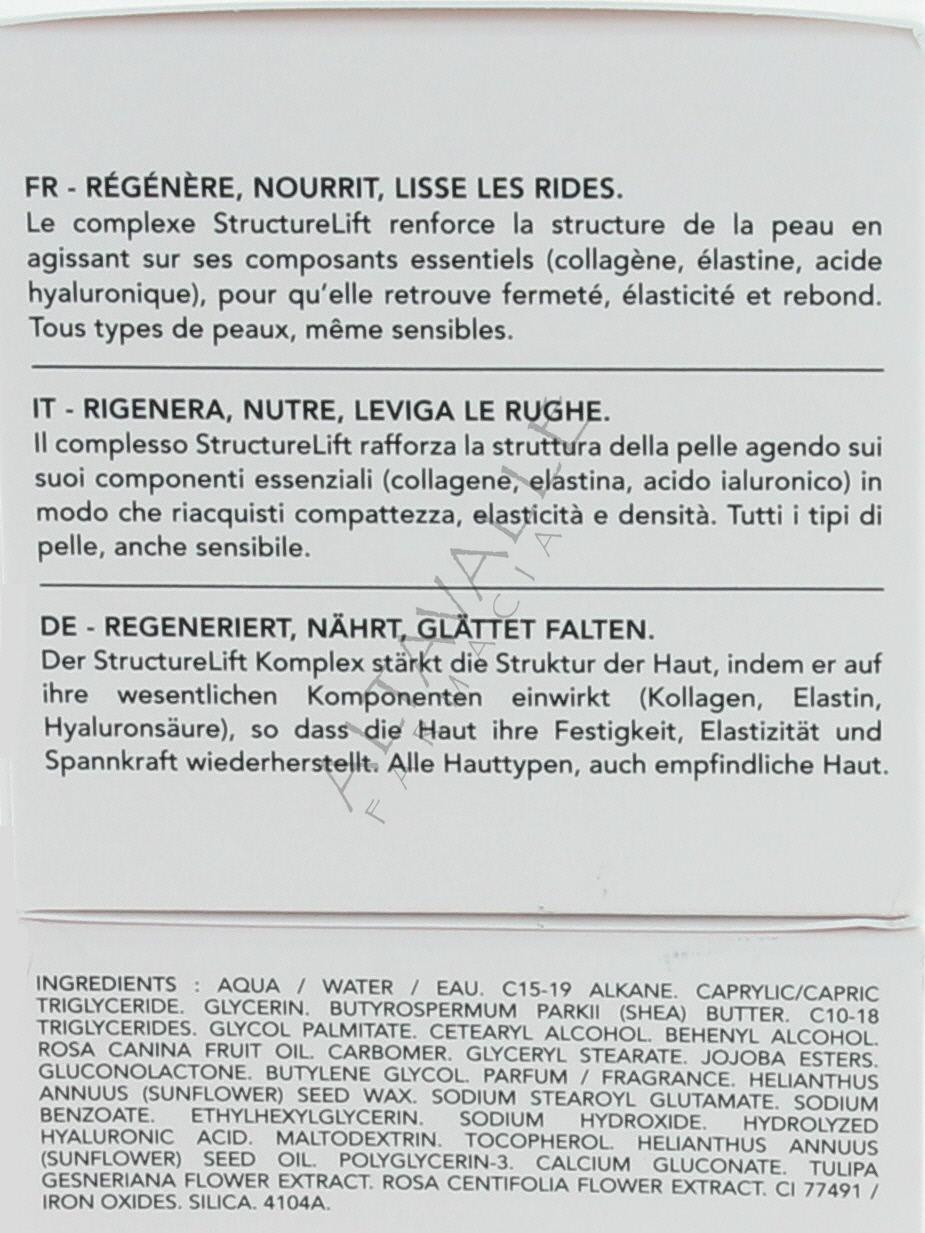 FR - RÉGÉNÈRE, NOURRIT, LISSE LES RIDES.
Le complexe StructureLift renforce la structure de la peau en
agissant sur ses composants essentiels (collagène, élastine, acide
hyaluronique), pour qu'elle retrouve fermeté, élasticité et rebond.
Tous types de peaux, même sensibles.
IT - RIGENERA, NUTRE, LEVIGA LE RUGHE.
Il complesso StructureLift rafforza la struttura della pelle agendo sui
suoi componenti essenziali (collagene, elastina, acido ialuronico) in
modo che riacquisti compattezza, elasticità e densità. Tutti i tipi di
pelle, anche sensibile.
DE - REGENERIERT, NÄHRT, GLÄTTET FALTEN.
Der StructureLift Komplex stärkt die Struktur der Haut, indem er auf
ihre wesentlichen Komponenten einwirkt (Kollagen, Elastin,
Hyaluronsäure), so dass die Haut ihre Festigkeit, Elastizität und
Spannkraft wiederherstellt. Alle Hauttypen, auch empfindliche Haut.
ALTAVALLE
FARMACIA
INGREDIENTS : AQUA / WATER / EAU. C15-19 ALKANE. CAPRYLIC/CAPRIC
TRIGLYCERIDE. GLYCERIN. BUTYROSPERMUM PARKII (SHEA) BUTTER. C10-18
TRIGLYCERIDES. GLYCOL PALMITATE. CETEARYL ALCOHOL. BEHENYL ALCOHOL.
ROSA CANINA FRUIT OIL. CARBOMER. GLYCERYL STEARATE. JOJOBA ESTERS.
GLUCONOLACTONE. BUTYLENE GLYCOL. PARFUM / FRAGRANCE. HELIANTHUS
ANNUUS (SUNFLOWER) SEED WAX. SODIUM STEAROYL GLUTAMATE. SODIUM
BENZOATE. ETHYLHEXYLGLYCERIN. SODIUM HYDROXIDE. HYDROLYZED
HYALURONIC ACID. MALTODEXTRIN. TOCOPHEROL. HELIANTHUS ANNUUS
(SUNFLOWER) SEED OIL. POLYGLYCERIN-3. CALCIUM GLUCONATE. TULIPA
GESNERIANA FLOWER EXTRACT. ROSA CENTIFOLIA FLOWER EXTRACT. CI 77491 /
IRON OXIDES. SILICA. 4104A.